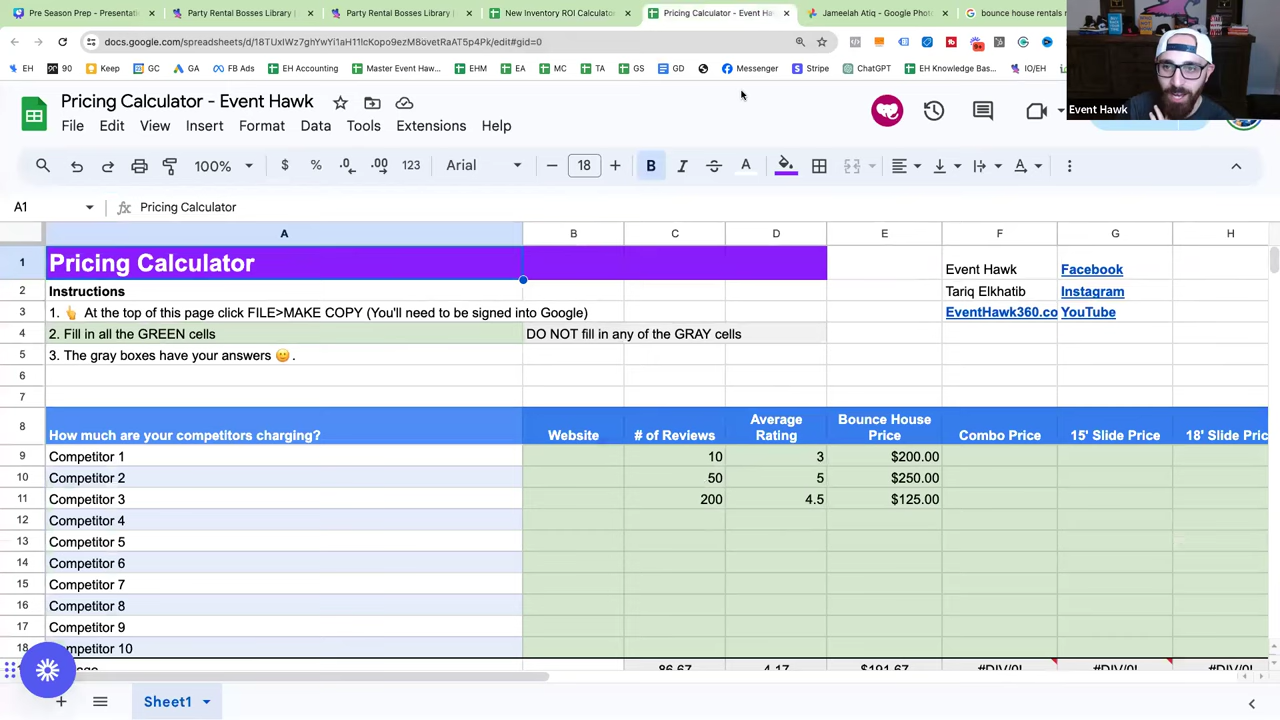 Pre Season Prep - Presentati
Party Rental Bosses Library |
Party Rental Bosses Library |
New Inventory ROI Calculator
Pricing Calculator - Event Ha
Jameelah Atiq - Google Photo
bounce house rentals
docs.google.com/spreadsheets/d/
EH
90
Keep
GC
GA
FB Ads
EH Accounting
Master Event Haw...
HM
EA
MC
TA
GS
GD
Messenger
Stripe
ChatGPT
EH Knowledge Bas...
IO/EH
Event Hawk
Pricing Calculator - Event Hawk
File Edit View Insert Format Data Tools Extensions Help
100% $ % .0 .00 123 Arial 18 B I A
A1 fx Pricing Calculator
A B C D E F G H
1 Pricing Calculator Event Hawk Facebook
2 Instructions Tariq Elkhatib Instagram
3 1. 👆 At the top of this page click FILE>MAKE COPY (You'll need to be signed into Google) EventHawk360.co YouTube
4 2. Fill in all the GREEN cells DO NOT fill in any of the GRAY cells
5 3. The gray boxes have your answers 🙂 .
6
7
8 How much are your competitors charging? Website # of Reviews Average Rating Bounce House Price Combo Price 15' Slide Price 18' Slide Pric
9 Competitor 1 10 3 $200.00
10 Competitor 2 50 5 $250.00
11 Competitor 3 200 4.5 $125.00
12 Competitor 4
13 Competitor 5
14 Competitor 6
15 Competitor 7
16 Competitor 8
17 Competitor 9
18 ompetitor 10
86.67 4.17 $191.67 #DIV/0! #DIV/0! #DIV/0!
Sheet1